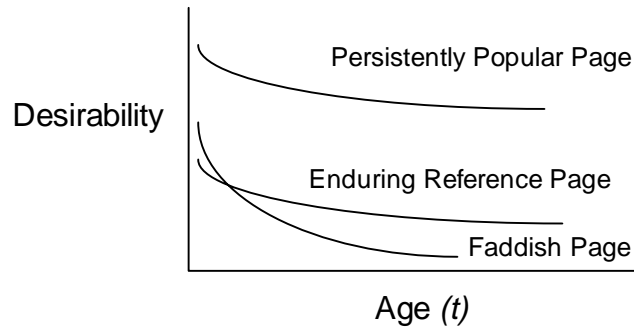 Persistently Popular Page
Desirability
Enduring Reference Page
Faddish Page
Age (t)